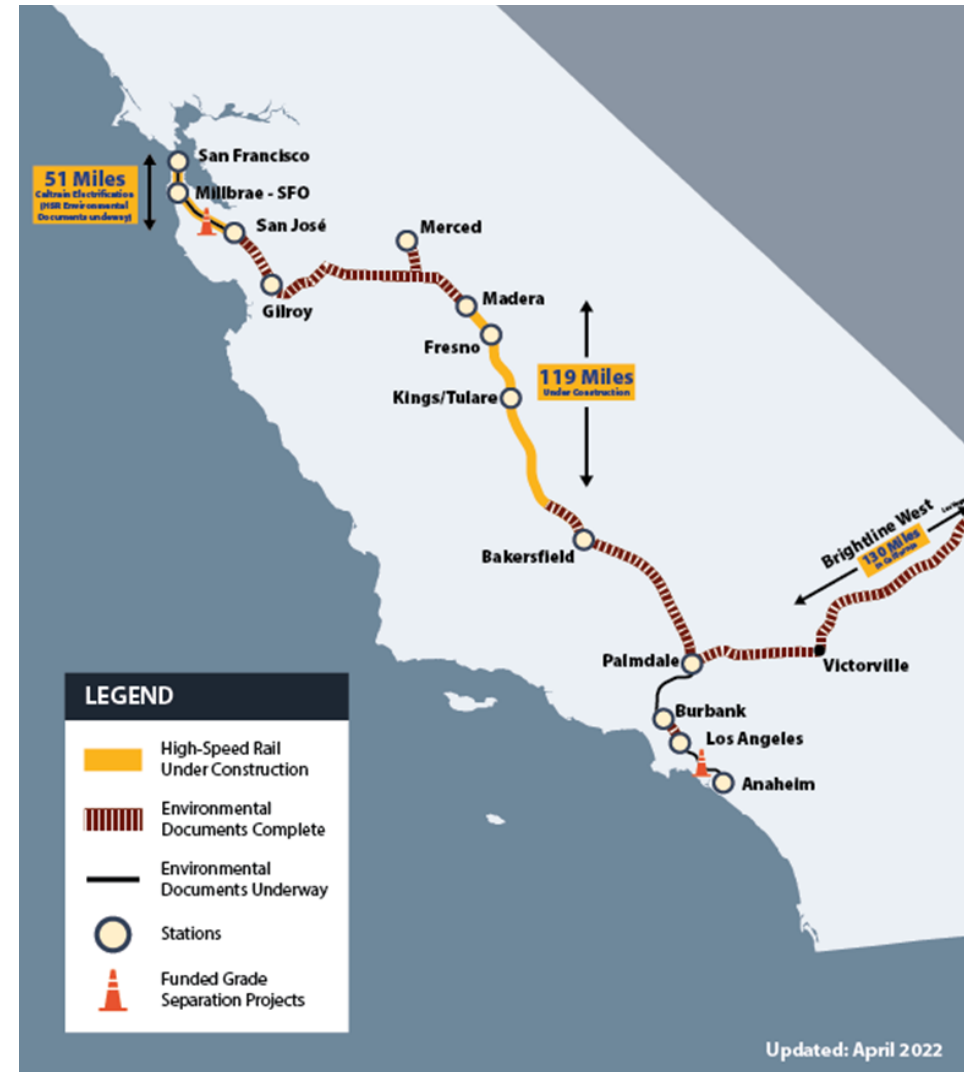 San Francisco
51 Miles
Caltrain Electrification
(HSR Environmental
Documents underway)
Millbrae - SFO
San José
Merced
Gilroy
Madera
Fresno
119 Miles
Under Construction
Kings/Tulare
Bakersfield
Brightline West
130 Miles
in California
Palmdale
Victorville
Burbank
Los Angeles
Anaheim
LEGEND
High-Speed Rail
Under Construction
Environmental
Documents Complete
Environmental
Documents Underway
Stations
Funded Grade
Separation Projects
Updated: April 2022